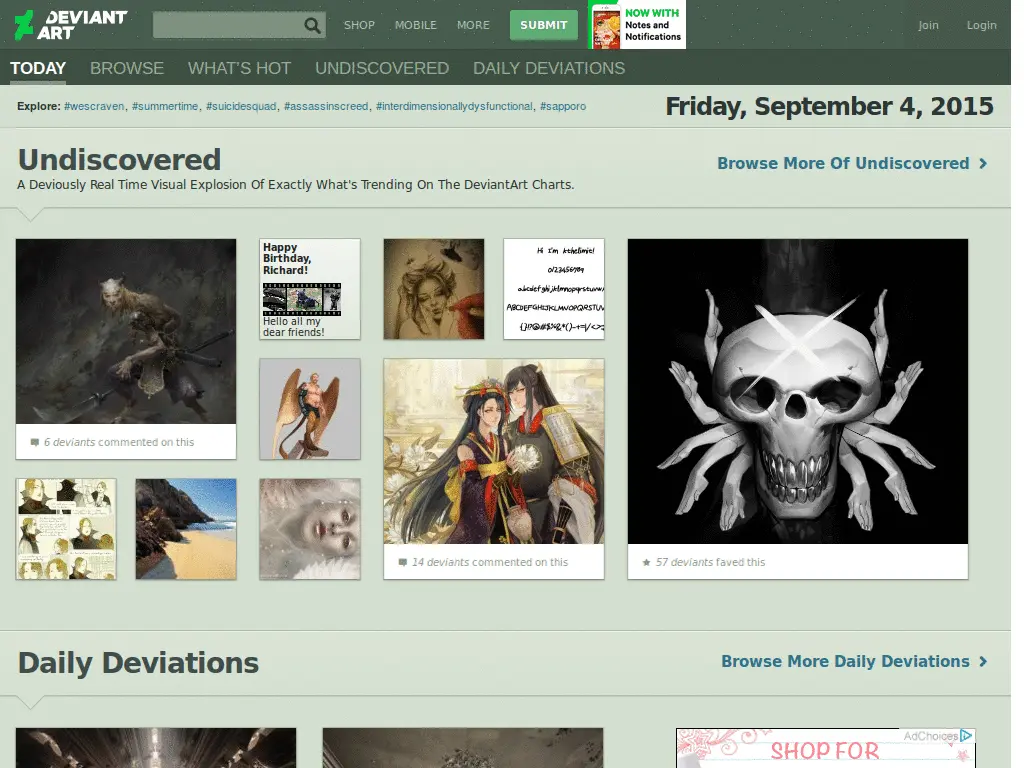 DEVIANT
ART
SHOP
MOBILE
MORE
SUBMIT
NOW WITH
Notes and
Notifications
Join
Login
TODAY
BROWSE
WHAT'S HOT
UNDISCOVERED
DAILY DEVIATIONS
Explore: #wescraven, #summertime, #suicidesquad, #assassinscreed, #interdimensionallydysfunctional, #sapporo
Friday, September 4, 2015
Undiscovered
Browse More Of Undiscovered
A Deviously Real Time Visual Explosion Of Exactly What's Trending On The DeviantArt Charts.
Happy
Birthday,
Richard!
Hello all my
dear friends!
Hi I'm kthelimit!
0123456789
abcdefghijklmnopqrstuvw
ABCDEFGHIJKLMNOPQRSTUV
6 deviants commented on this
14 deviants commented on this
57 deviants faved this
Daily Deviations
Browse More Daily Deviations
AdChoices
SHOP FOR